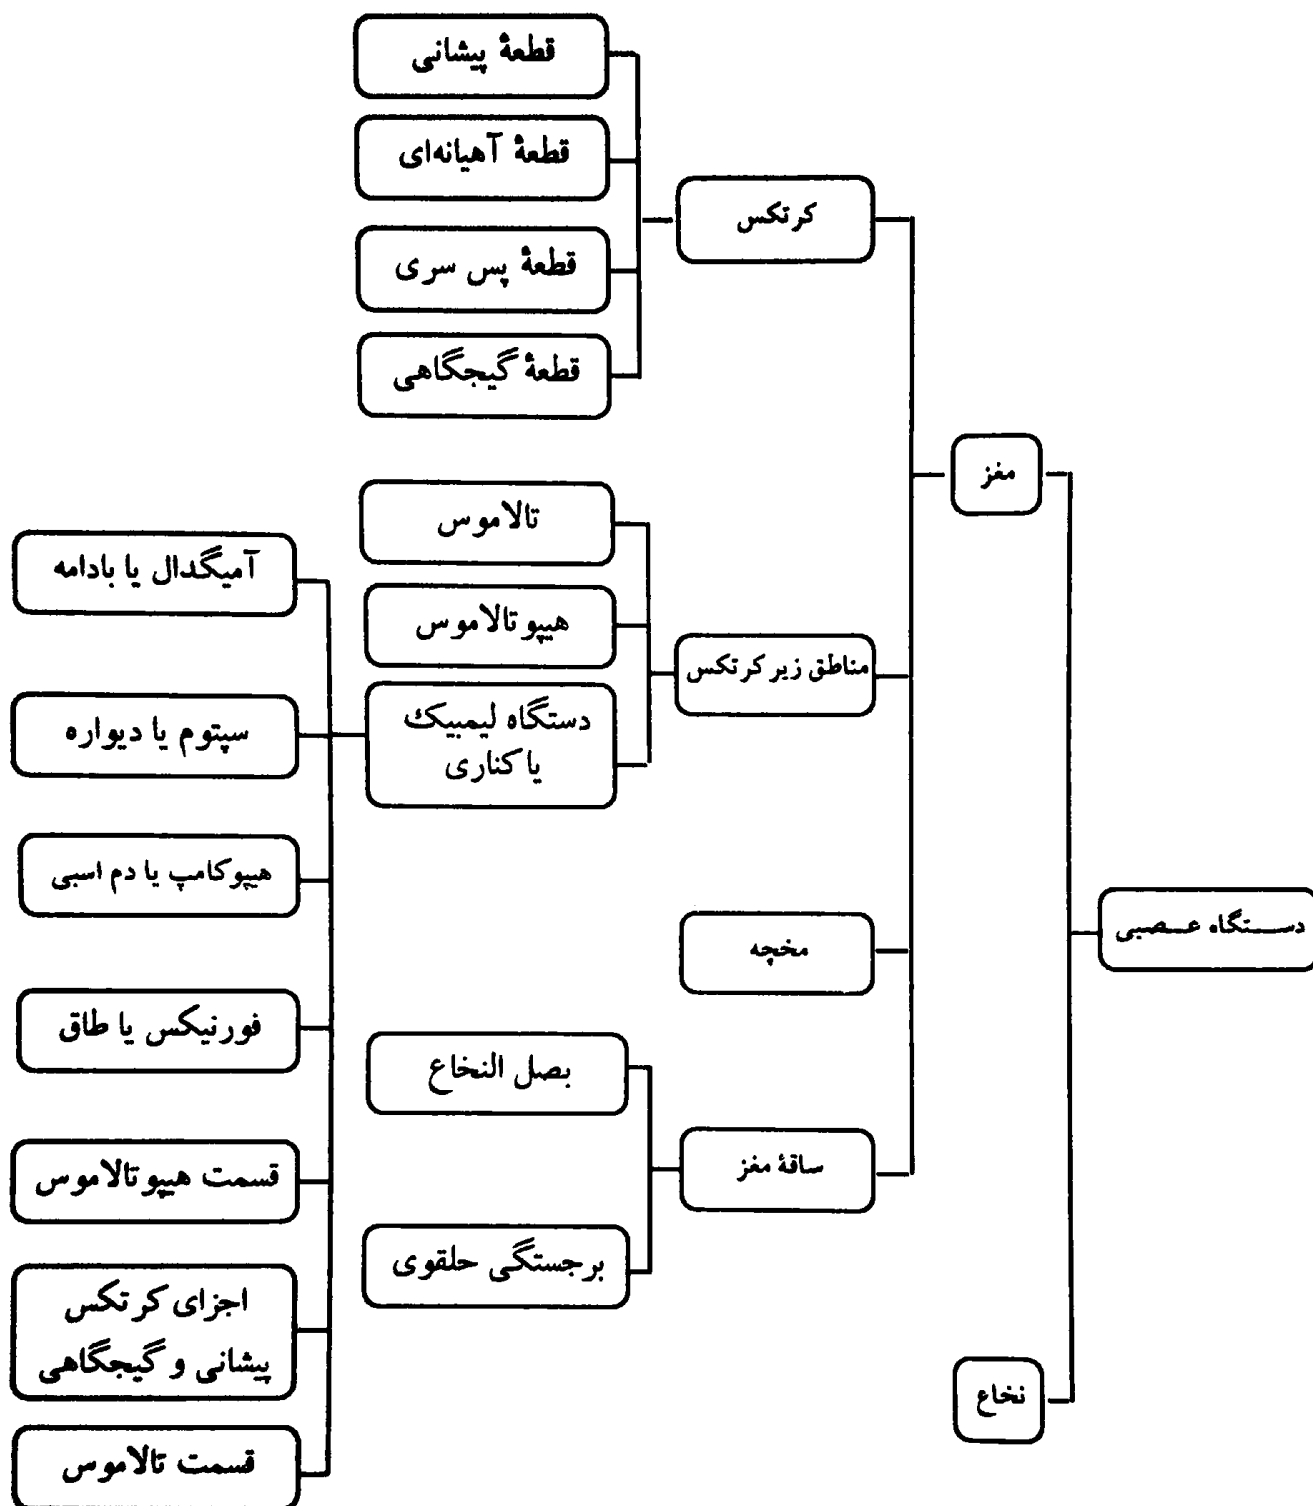 دستگاه عصبی
مغز
کرتکس
قطعهٔ پیشانی
قطعهٔ آهیانه‌ای
قطعهٔ پس سری
قطعهٔ گیجگاهی
مناطق زیر کرتکس
تالاموس
هیپوتالاموس
دستگاه لیمبیک
یا کناری
آمیگدال یا بادامه
سپتوم یا دیواره
هیپوکامپ یا دم اسبی
فورنیکس یا طاق
قسمت هیپوتالاموس
اجزای کرتکس
پیشانی و گیجگاهی
قسمت تالاموس
مخچه
ساقهٔ مغز
بصل النخاع
برجستگی حلقوی
نخاع